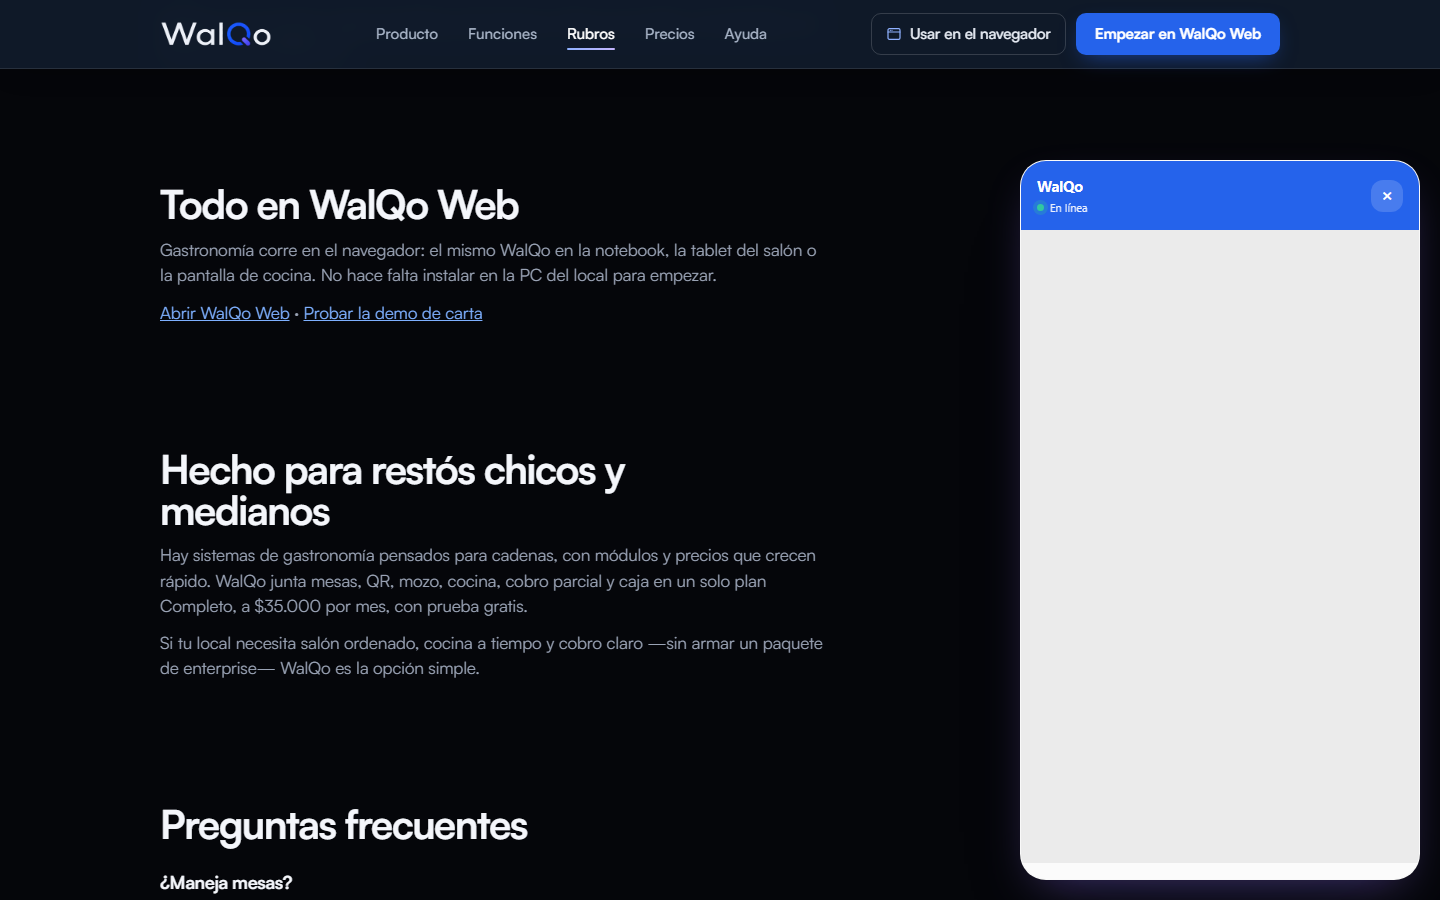 WalQo
Producto
Funciones
Rubros
Precios
Ayuda
Usar en el navegador
Empezar en WalQo Web
Todo en WalQo Web
Gastronomía corre en el navegador: el mismo WalQo en la notebook, la tablet del salón o
la pantalla de cocina. No hace falta instalar en la PC del local para empezar.
Abrir WalQo Web · Probar la demo de carta
Hecho para restós chicos y
medianos
Hay sistemas de gastronomía pensados para cadenas, con módulos y precios que crecen
rápido. WalQo junta mesas, QR, mozo, cocina, cobro parcial y caja en un solo plan
Completo, a $35.000 por mes, con prueba gratis.
Si tu local necesita salón ordenado, cocina a tiempo y cobro claro —sin armar un paquete
de enterprise— WalQo es la opción simple.
Preguntas frecuentes
¿Maneja mesas?
WalQo
En línea
×